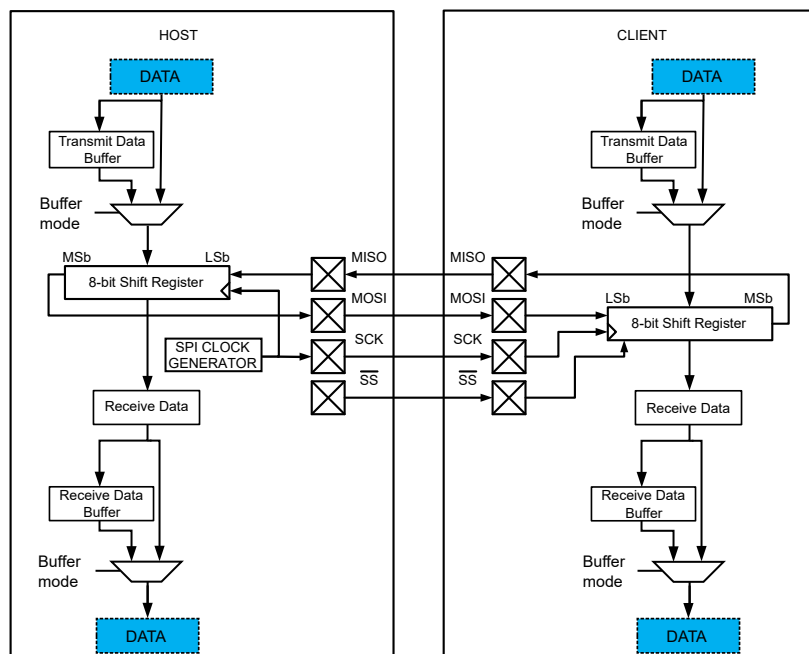 HOST
DATA
Transmit Data
Buffer
Buffer
mode
MSb
LSb
8-bit Shift Register
SPI CLOCK
GENERATOR
Receive Data
Receive Data
Buffer
Buffer
mode
DATA
MISO
MOSI
SCK
SS
CLIENT
DATA
Transmit Data
Buffer
Buffer
mode
MISO
MOSI
SCK
SS
LSb
MSb
8-bit Shift Register
Receive Data
Receive Data
Buffer
Buffer
mode
DATA